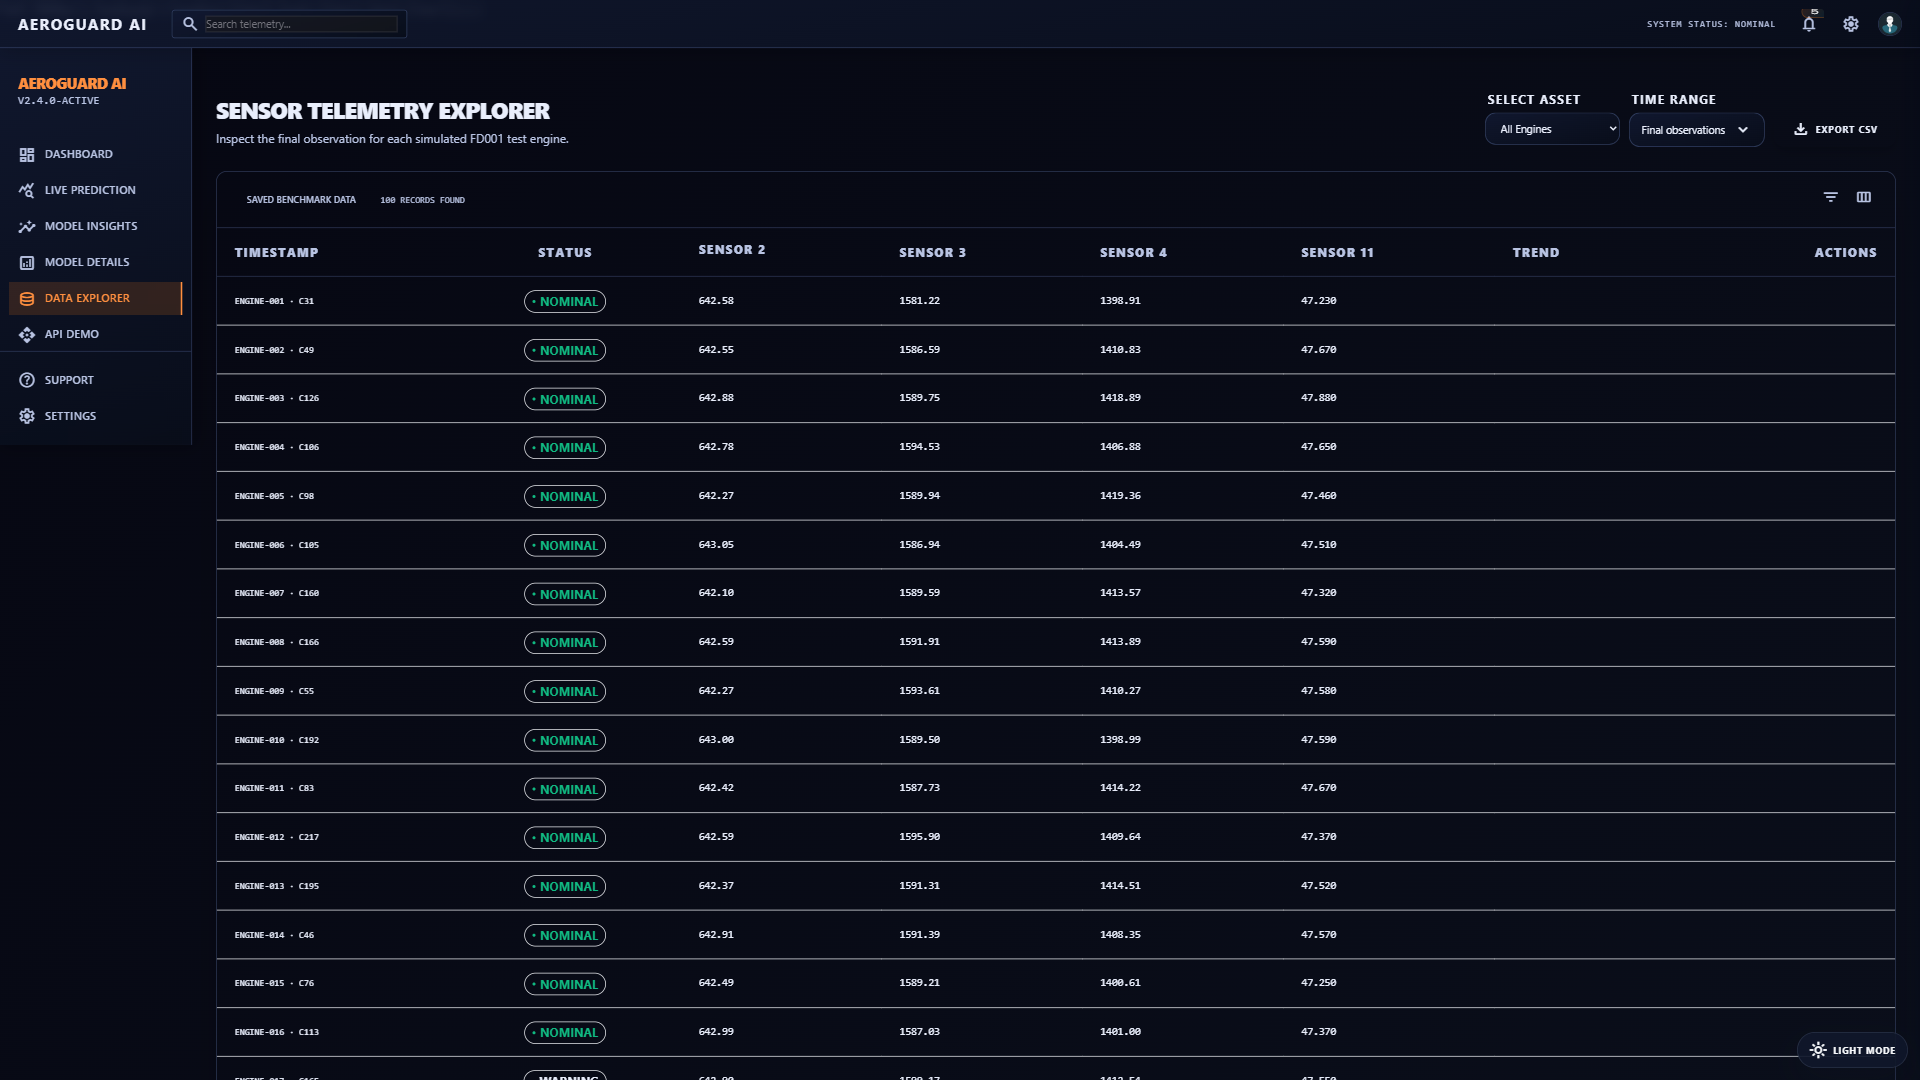 AEROGUARD AI
Search telemetry...
SYSTEM STATUS: NOMINAL
5
AEROGUARD AI
V2.4.0-ACTIVE
DASHBOARD
LIVE PREDICTION
MODEL INSIGHTS
MODEL DETAILS
DATA EXPLORER
API DEMO
SUPPORT
SETTINGS
SENSOR TELEMETRY EXPLORER
Inspect the final observation for each simulated FD001 test engine.
SELECT ASSET
All Engines
TIME RANGE
Final observations
EXPORT CSV
SAVED BENCHMARK DATA 100 RECORDS FOUND
TIMESTAMP STATUS SENSOR 2 SENSOR 3 SENSOR 4 SENSOR 11 TREND ACTIONS
ENGINE-001 · C31 • NOMINAL 642.58 1581.22 1398.91 47.230
ENGINE-002 · C49 • NOMINAL 642.55 1586.59 1410.83 47.670
ENGINE-003 · C126 • NOMINAL 642.88 1589.75 1418.89 47.880
ENGINE-004 · C106 • NOMINAL 642.78 1594.53 1406.88 47.650
ENGINE-005 · C98 • NOMINAL 642.27 1589.94 1419.36 47.460
ENGINE-006 · C105 • NOMINAL 643.05 1586.94 1404.49 47.510
ENGINE-007 · C160 • NOMINAL 642.10 1589.59 1413.57 47.320
ENGINE-008 · C166 • NOMINAL 642.59 1591.91 1413.89 47.590
ENGINE-009 · C55 • NOMINAL 642.27 1593.61 1410.27 47.580
ENGINE-010 · C192 • NOMINAL 643.00 1589.50 1398.99 47.590
ENGINE-011 · C83 • NOMINAL 642.42 1587.73 1414.22 47.670
ENGINE-012 · C217 • NOMINAL 642.59 1595.90 1409.64 47.370
ENGINE-013 · C195 • NOMINAL 642.37 1591.31 1414.51 47.520
ENGINE-014 · C46 • NOMINAL 642.91 1591.39 1408.35 47.570
ENGINE-015 · C76 • NOMINAL 642.49 1589.21 1400.61 47.250
ENGINE-016 · C113 • NOMINAL 642.99 1587.03 1401.00 47.370
WARNING
LIGHT MODE